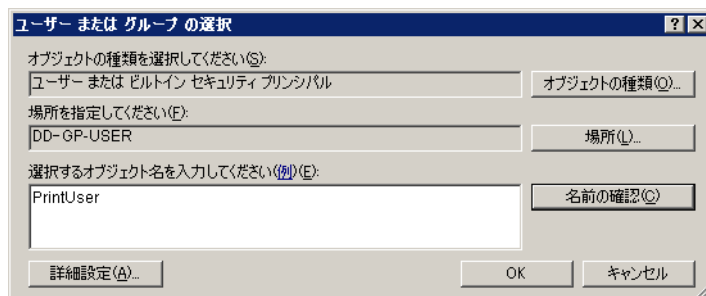 ユーザー または グループ の選択
オブジェクトの種類を選択してください(S):
ユーザー または ビルトイン セキュリティ プリンシパル
オブジェクトの種類(O)...
場所を指定してください(F):
DD-GP-USER
場所(L)...
選択するオブジェクト名を入力してください(例)(E):
PrintUser
名前の確認(C)
詳細設定(A)...
OK
キャンセル